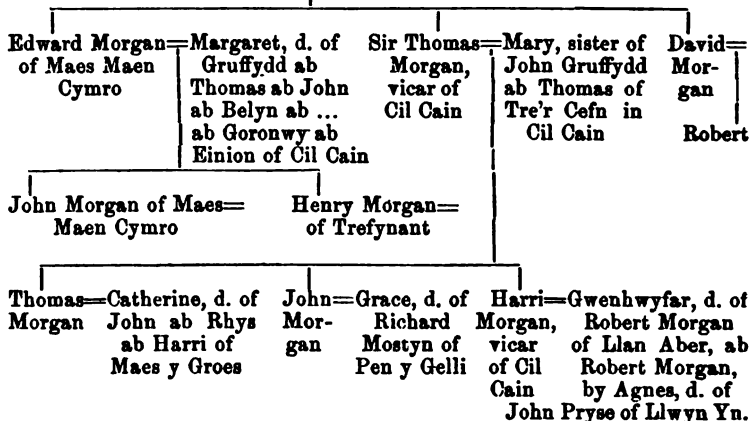 Edward Morgan=Margaret, d. of
of Maes Maen Gruffydd ab
Cymro Thomas ab John
ab Belyn ab ...
ab Goronwy ab
Einion of Cil Cain
Sir Thomas=Mary, sister of
Morgan, John Gruffydd
vicar of ab Thomas of
Cil Cain Tre'r Cefn in
Cil Cain
David=
Mor-
gan
Robert
John Morgan of Maes=
Maen Cymro
Henry Morgan=
of Trefynant
Thomas=Catherine, d. of
Morgan John ab Rhys
ab Harri of
Maes y Groes
John=Grace, d. of
Mor- Richard
gan Mostyn of
Pen y Gelli
Harri=Gwenhwyfar, d. of
Morgan, Robert Morgan
vicar of Llan Aber, ab
of Cil Robert Morgan,
Cain by Agnes, d. of
John Pryse of Llwyn Yn.